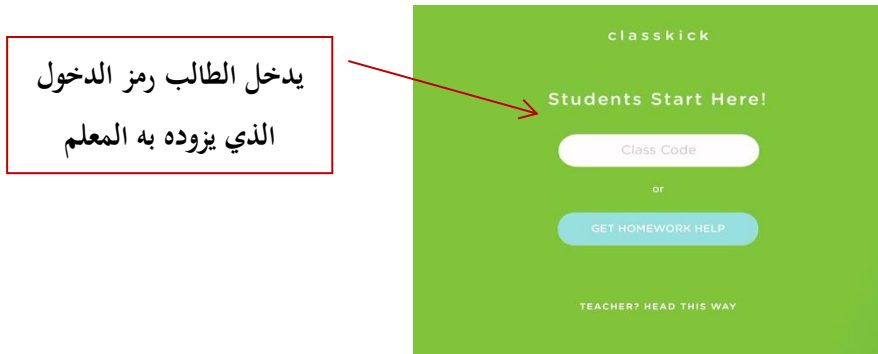 يدخل الطالب رمز الدخول
الذي يزوده به المعلم
classkick
Students Start Here!
Class Code
or
GET HOMEWORK HELP
TEACHER? HEAD THIS WAY